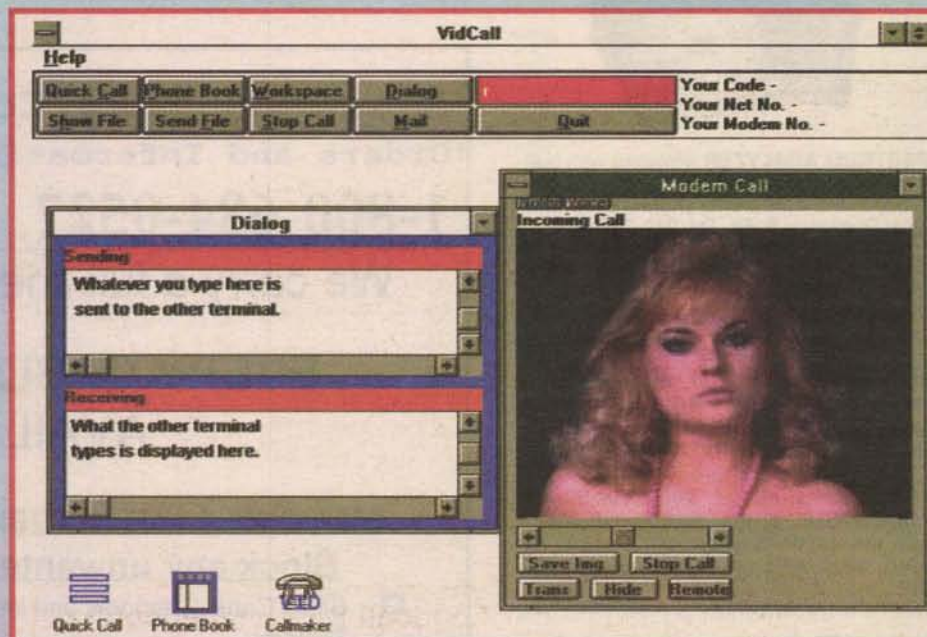 VidCall
Help
Quick Call Phone Book Workspace Dialog
Show File Send File Stop Call Mail Quit
Your Code -
Your Net No. -
Your Modem No. -
Modem Call
Incoming Call
Dialog
Sending
Whatever you type here is
sent to the other terminal.
Receiving
What the other terminal
types is displayed here.
Save Img Stop Call
Trans Hide Remote
Quick Call Phone Book Callmaker